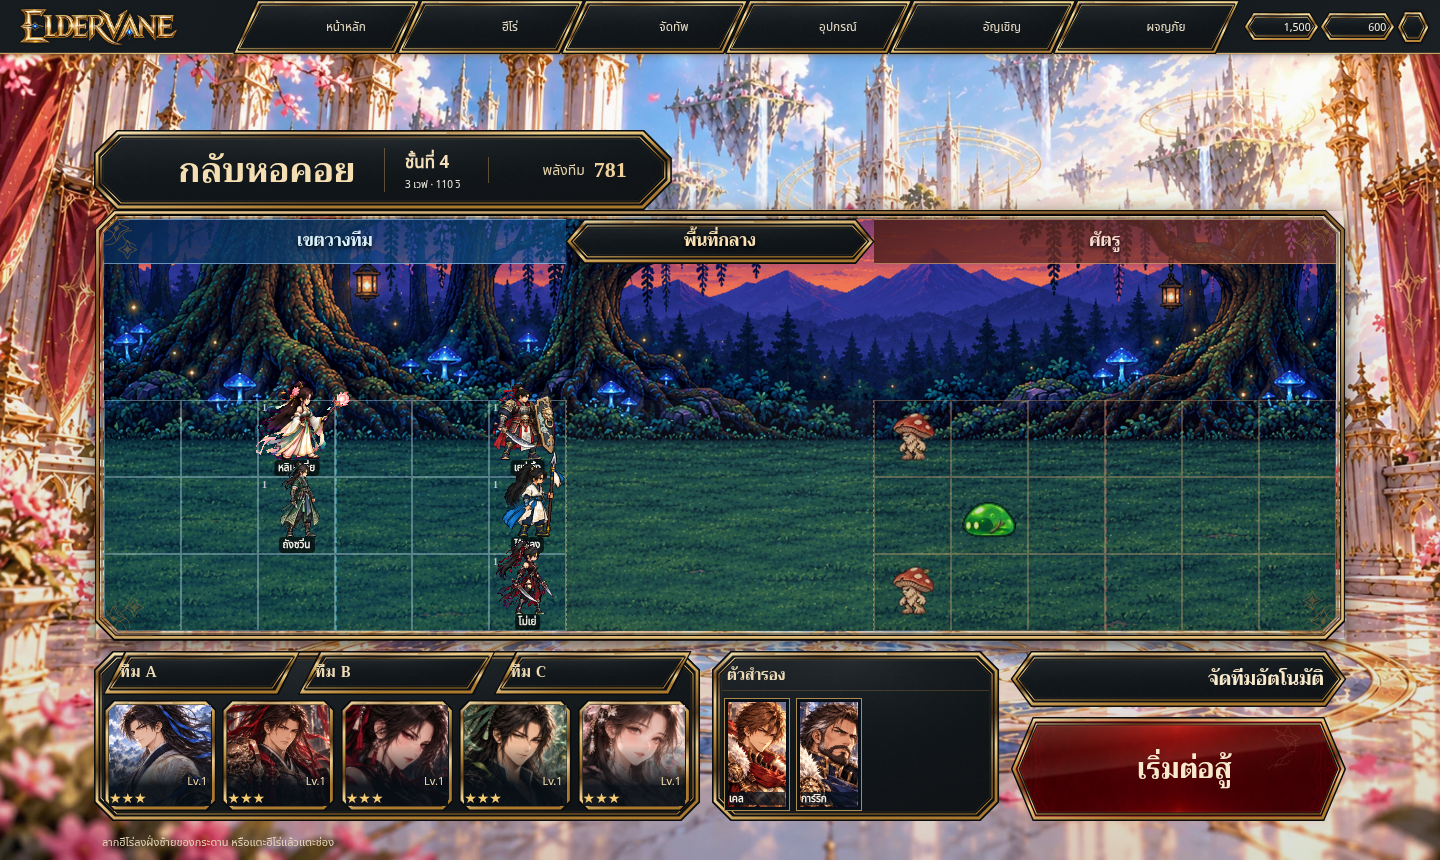 ELDERVANE
หน้าหลัก
ฮีโร่
จัดทัพ
อุปกรณ์
อัญเชิญ
ผจญภัย
1,500
600
กลับหอคอย
ชั้นที่ 4
3 เวฟ · 110 วิ
พลังทีม 781
เขตวางทีม
พื้นที่กลาง
ศัตรู
1
1
1
ถังซวิ่น
1
1
โม่เย่
ทีม A
ทีม B
ทีม C
Lv.1
★★★
Lv.1
★★★
Lv.1
★★★
Lv.1
★★★
Lv.1
★★★
ตัวสำรอง
เคล
การ์ริก
จัดทีมอัตโนมัติ
เริ่มต่อสู้
ลากฮีโร่ลงฝั่งซ้ายของกระดาน หรือแตะฮีโร่แล้วแตะช่อง